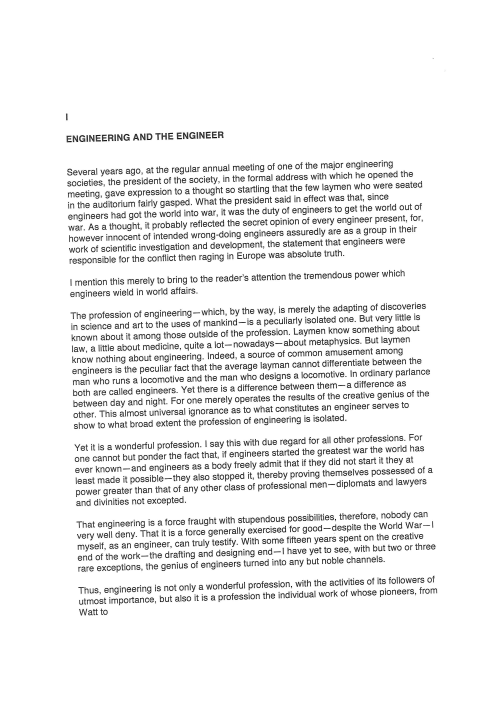 I
ENGINEERING AND THE ENGINEER
Several years ago, at the regular annual meeting of one of the major engineering
societies, the president of the society, in the formal address with which he opened the
meeting, gave expression to a thought so startling that the few laymen who were seated
in the auditorium fairly gasped. What the president said in effect was that, since
engineers had got the world into war, it was the duty of engineers to get the world out of
war. As a thought, it probably reflected the secret opinion of every engineer present, for,
however innocent of intended wrong-doing engineers assuredly are as a group in their
work of scientific investigation and development, the statement that engineers were
responsible for the conflict then raging in Europe was absolute truth.
I mention this merely to bring to the reader's attention the tremendous power which
engineers wield in world affairs.
The profession of engineering—which, by the way, is merely the adapting of discoveries
in science and art to the uses of mankind—is a peculiarly isolated one. But very little is
known about it among those outside of the profession. Laymen know something about
law, a little about medicine, quite a lot—nowadays—about metaphysics. But laymen
know nothing about engineering. Indeed, a source of common amusement among
engineers is the peculiar fact that the average layman cannot differentiate between the
man who runs a locomotive and the man who designs a locomotive. In ordinary parlance
both are called engineers. Yet there is a difference between them—a difference as
between day and night. For one merely operates the results of the creative genius of the
other. This almost universal ignorance as to what constitutes an engineer serves to
show to what broad extent the profession of engineering is isolated.
Yet it is a wonderful profession. I say this with due regard for all other professions. For
one cannot but ponder the fact that, if engineers started the greatest war the world has
ever known—and engineers as a body freely admit that if they did not start it they at
least made it possible—they also stopped it, thereby proving themselves possessed of a
power greater than that of any other class of professional men—diplomats and lawyers
and divinities not excepted.
That engineering is a force fraught with stupendous possibilities, therefore, nobody can
very well deny. That it is a force generally exercised for good—despite the World War—I
myself, as an engineer, can truly testify. With some fifteen years spent on the creative
end of the work—the drafting and designing end—I have yet to see, with but two or three
rare exceptions, the genius of engineers turned into any but noble channels.
Thus, engineering is not only a wonderful profession, with the activities of its followers of
utmost importance, but also it is a profession the individual work of whose pioneers, from
Watt to